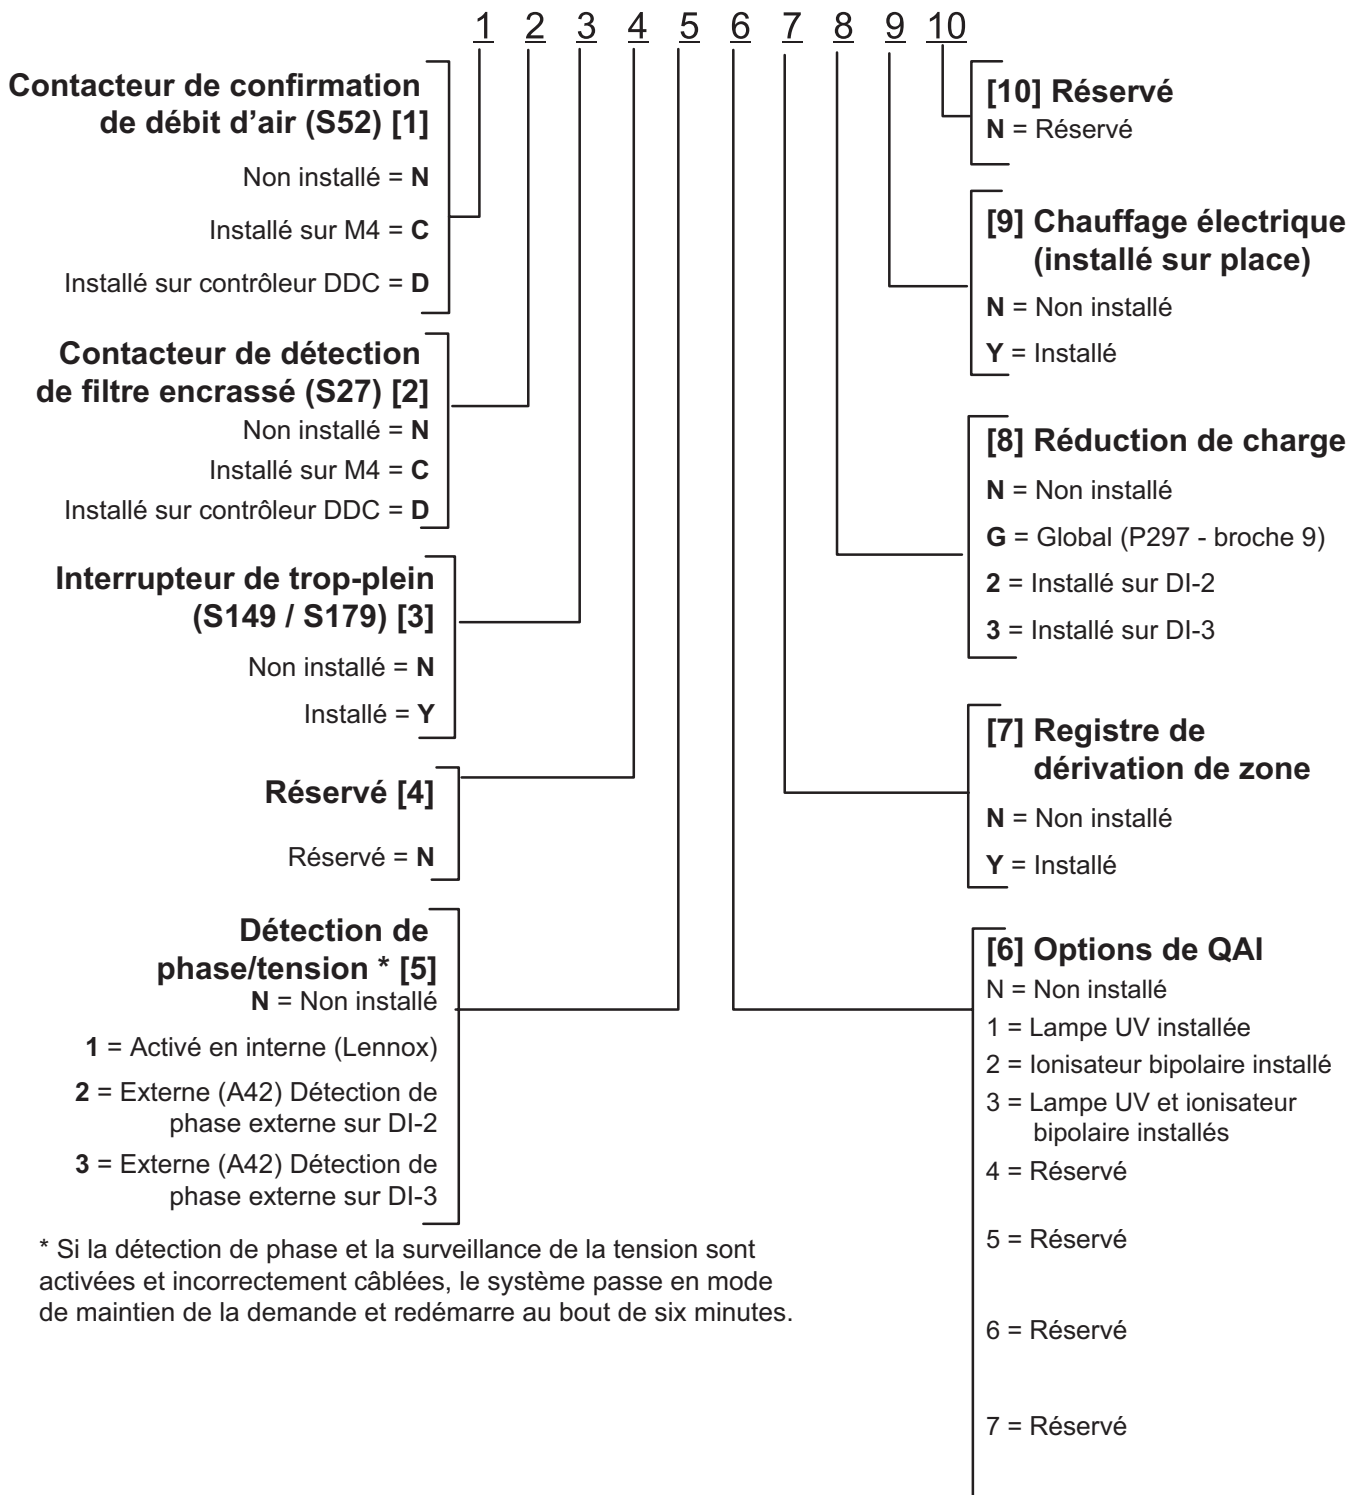 1 2 3 4 5 6 7 8 9 10
Contacteur de confirmation
de débit d'air (S52) [1]
Non installé = N
Installé sur M4 = C
Installé sur contrôleur DDC = D
Contacteur de détection
de filtre encrassé (S27) [2]
Non installé = N
Installé sur M4 = C
Installé sur contrôleur DDC = D
Interrupteur de trop-plein
(S149 / S179) [3]
Non installé = N
Installé = Y
Réservé [4]
Réservé = N
Détection de
phase/tension * [5]
N = Non installé
1 = Activé en interne (Lennox)
2 = Externe (A42) Détection de
phase externe sur DI-2
3 = Externe (A42) Détection de
phase externe sur DI-3
* Si la détection de phase et la surveillance de la tension sont
activées et incorrectement câblées, le système passe en mode
de maintien de la demande et redémarre au bout de six minutes.
[10] Réservé
N = Réservé
[9] Chauffage électrique
(installé sur place)
N = Non installé
Y = Installé
[8] Réduction de charge
N = Non installé
G = Global (P297 - broche 9)
2 = Installé sur DI-2
3 = Installé sur DI-3
[7] Registre de
dérivation de zone
N = Non installé
Y = Installé
[6] Options de QAI
N = Non installé
1 = Lampe UV installée
2 = Ionisateur bipolaire installé
3 = Lampe UV et ionisateur
bipolaire installés
4 = Réservé
5 = Réservé
6 = Réservé
7 = Réservé